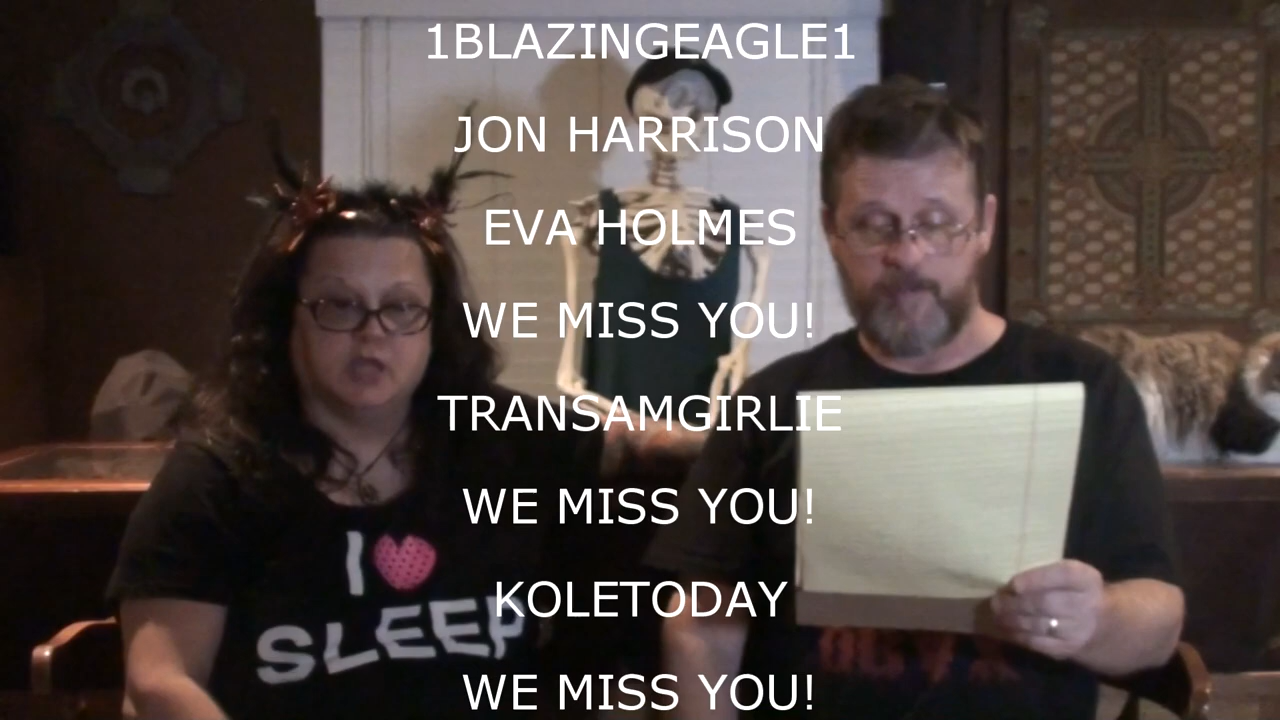 1BLAZINGEAGLE1
JON HARRISON
EVA HOLMES
WE MISS YOU!
TRANSAMGIRLIE
WE MISS YOU!
KOLETODAY
WE MISS YOU!
I
SLEEP